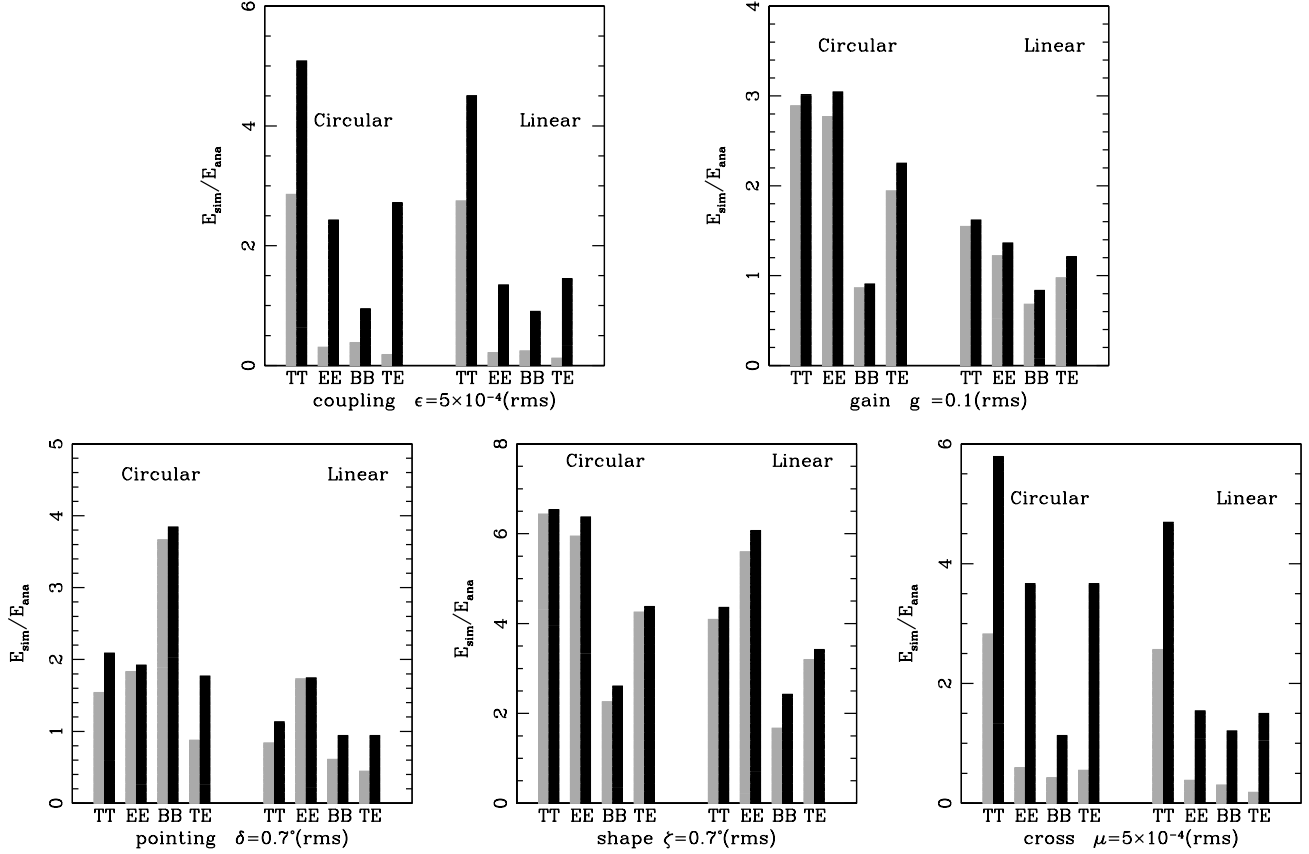 6
4
2
0
E_sim/E_ana
Circular
Linear
TT EE BB TE
TT EE BB TE
coupling ϵ=5×10⁻⁴(rms)
4
3
2
1
0
E_sim/E_ana
Circular
Linear
TT EE BB TE
TT EE BB TE
gain g =0.1(rms)
5
4
3
2
1
0
E_sim/E_ana
Circular
Linear
TT EE BB TE
TT EE BB TE
pointing δ=0.7°(rms)
8
6
4
2
0
E_sim/E_ana
Circular
Linear
TT EE BB TE
TT EE BB TE
shape ζ=0.7°(rms)
6
4
2
0
E_sim/E_ana
Circular
Linear
TT EE BB TE
TT EE BB TE
cross μ=5×10⁻⁴(rms)